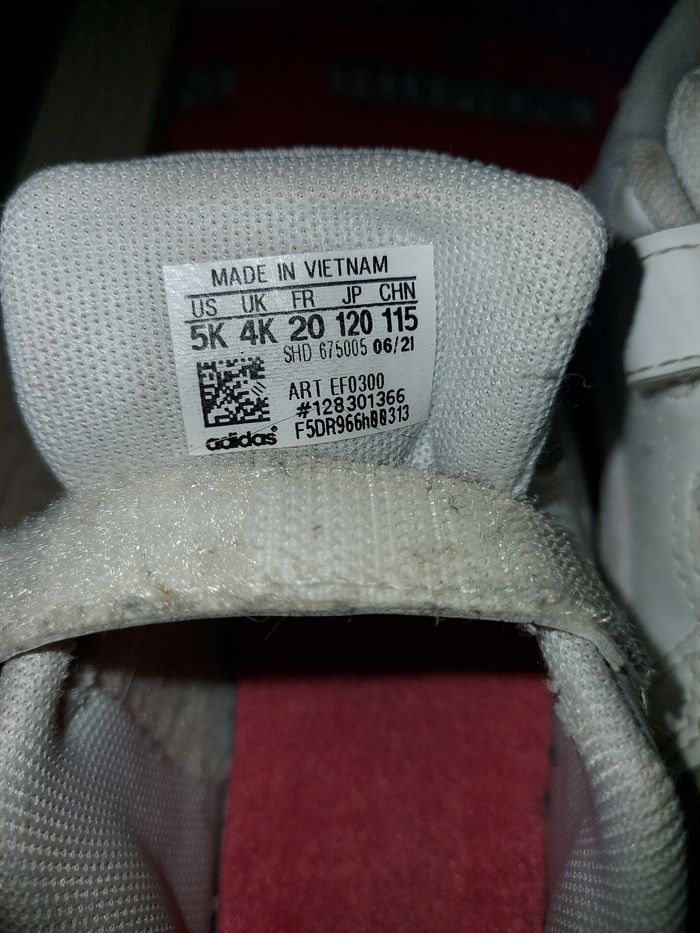 MADE IN VIETNAM
US UK FR JP CHN
5K 4K 20 120 115
SHD 675005 06/21
ART EF0300
#128301366
adidas F5DR966h00313